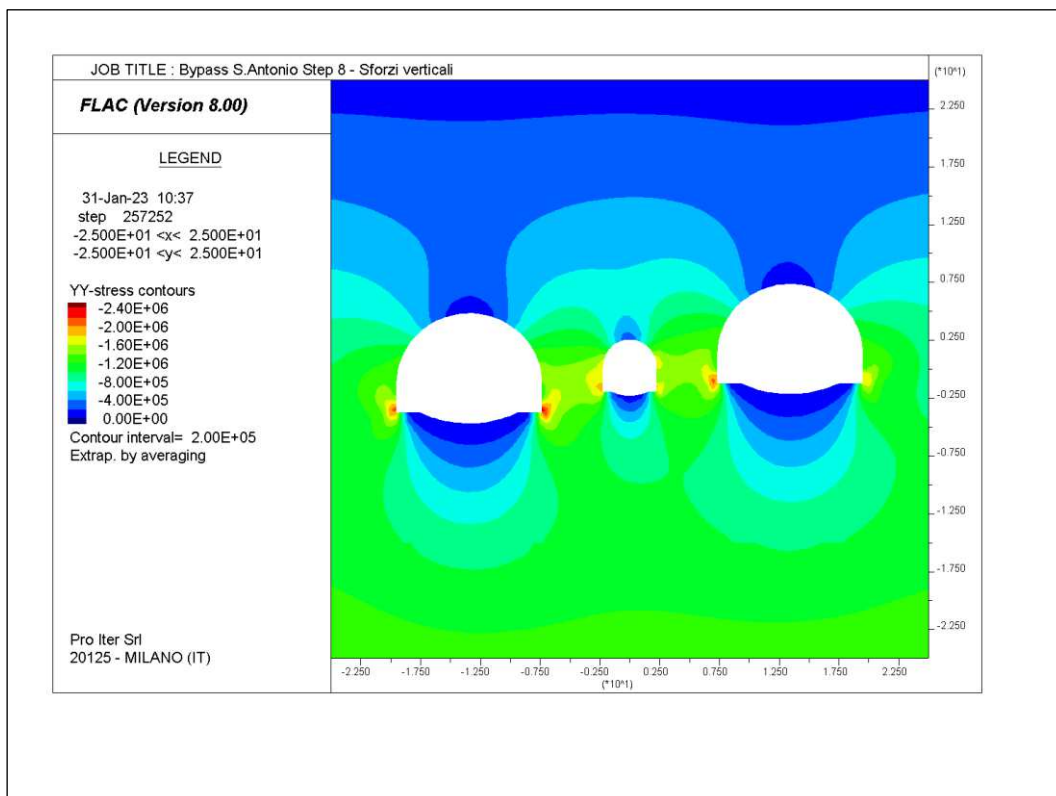 JOB TITLE : Bypass S.Antonio Step 8 - Sforzi verticali
FLAC (Version 8.00)
LEGEND
31-Jan-23 10:37
step 257252
-2.500E+01 <x< 2.500E+01
-2.500E+01 <y< 2.500E+01
YY-stress contours
-2.40E+06
-2.00E+06
-1.60E+06
-1.20E+06
-8.00E+05
-4.00E+05
0.00E+00
Contour interval= 2.00E+05
Extrap. by averaging
Pro Iter Srl
20125 - MILANO (IT)
(*10^1)
2.250
1.750
1.250
0.750
0.250
-0.250
-0.750
-1.250
-1.750
-2.250
-2.250 -1.750 -1.250 -0.750 -0.250 0.250 0.750 1.250 1.750 2.250
(*10^1)